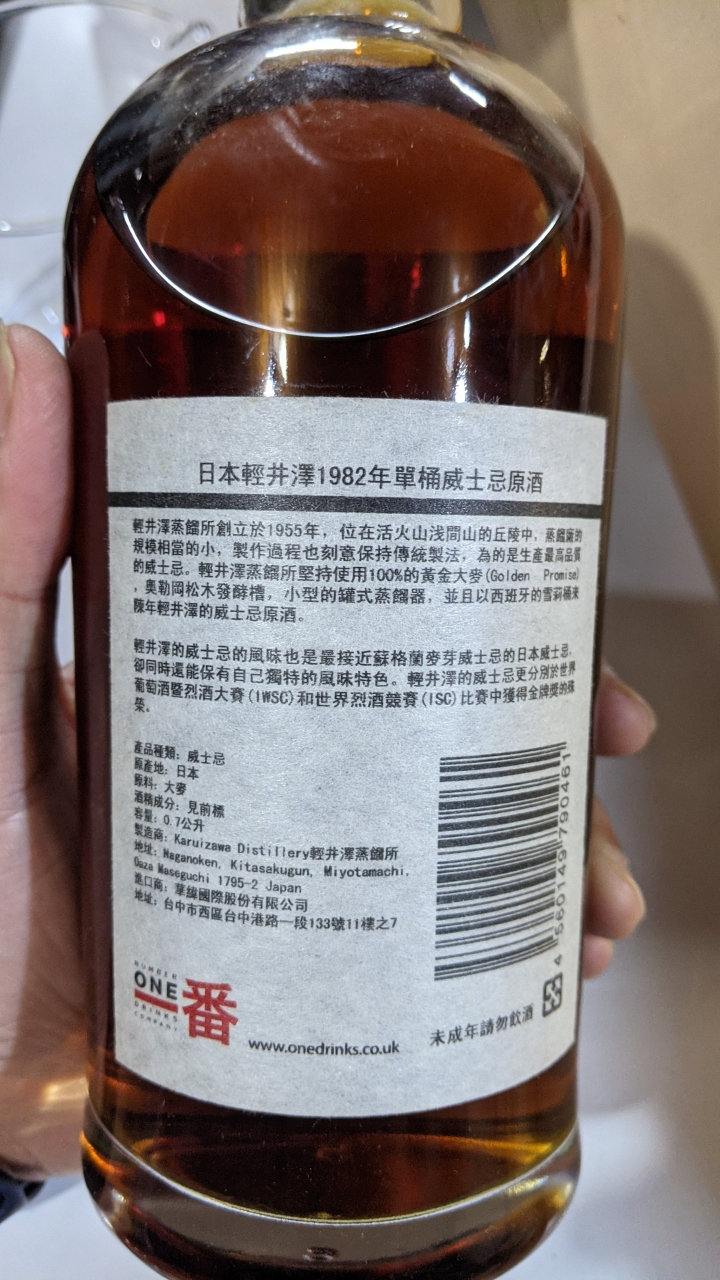 日本輕井澤1982年單桶威士忌原酒
輕井澤蒸餾所創立於1955年，位在活火山浅間山的丘陵中，蒸餾廠的
規模相當的小，製作過程也刻意保持傳統製法，為的是生產最高品質
的威士忌。輕井澤蒸餾所堅持使用100%的黃金大麥(Golden Promise)
，奧勒岡松木發酵槽，小型的罐式蒸餾器，並且以西班牙的雪莉桶來
陳年輕井澤的威士忌原酒。
輕井澤的威士忌的風味也是最接近蘇格蘭麥芽威士忌的日本威士忌，
卻同時還能保有自己獨特的風味特色。輕井澤的威士忌更分別於世界
葡萄酒暨烈酒大賽(IWSC)和世界烈酒競賽(ISC)比賽中獲得金牌獎的殊
榮。
產品種類：威士忌
原產地：日本
原料：大麥
酒精成分：見前標
容量：0.7公升
製造商：Karuizawa Distillery輕井澤蒸餾所
地址：Naganoken, Kitasakugun, Miyotamachi,
Oaza Maseguchi 1795-2 Japan
進口商：華緯國際股份有限公司
地址：台中市西區台中港路一段133號11樓之7
4 560149 790461
NUMBER
ONE
DRINKS
COMPANY
一番
www.onedrinks.co.uk
未成年請勿飲酒